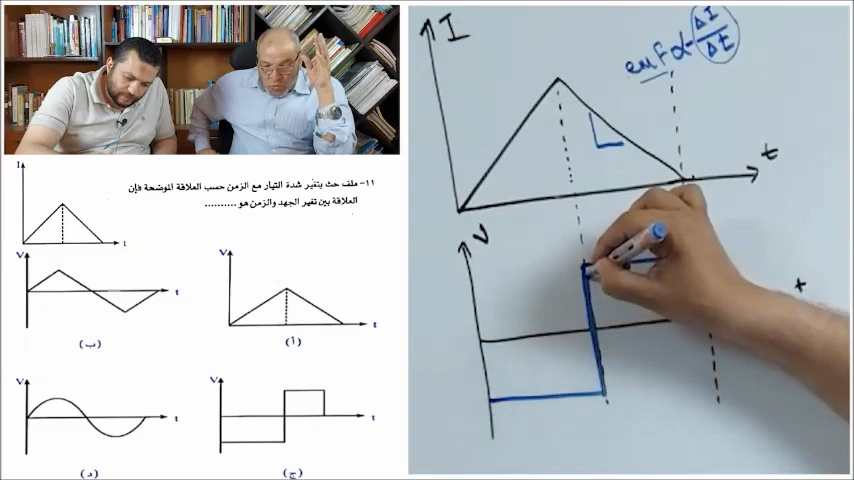 I
emf α - ΔI/Δt
t
V
t
١١- ملف حث يتغير شدة التيار مع الزمن حسب العلاقة الموضحة فإن
العلاقة بين تغير الجهد والزمن هو ..........
I
t
V
t
(ب)
V
t
(أ)
V
t
(د)
V
t
(ج)